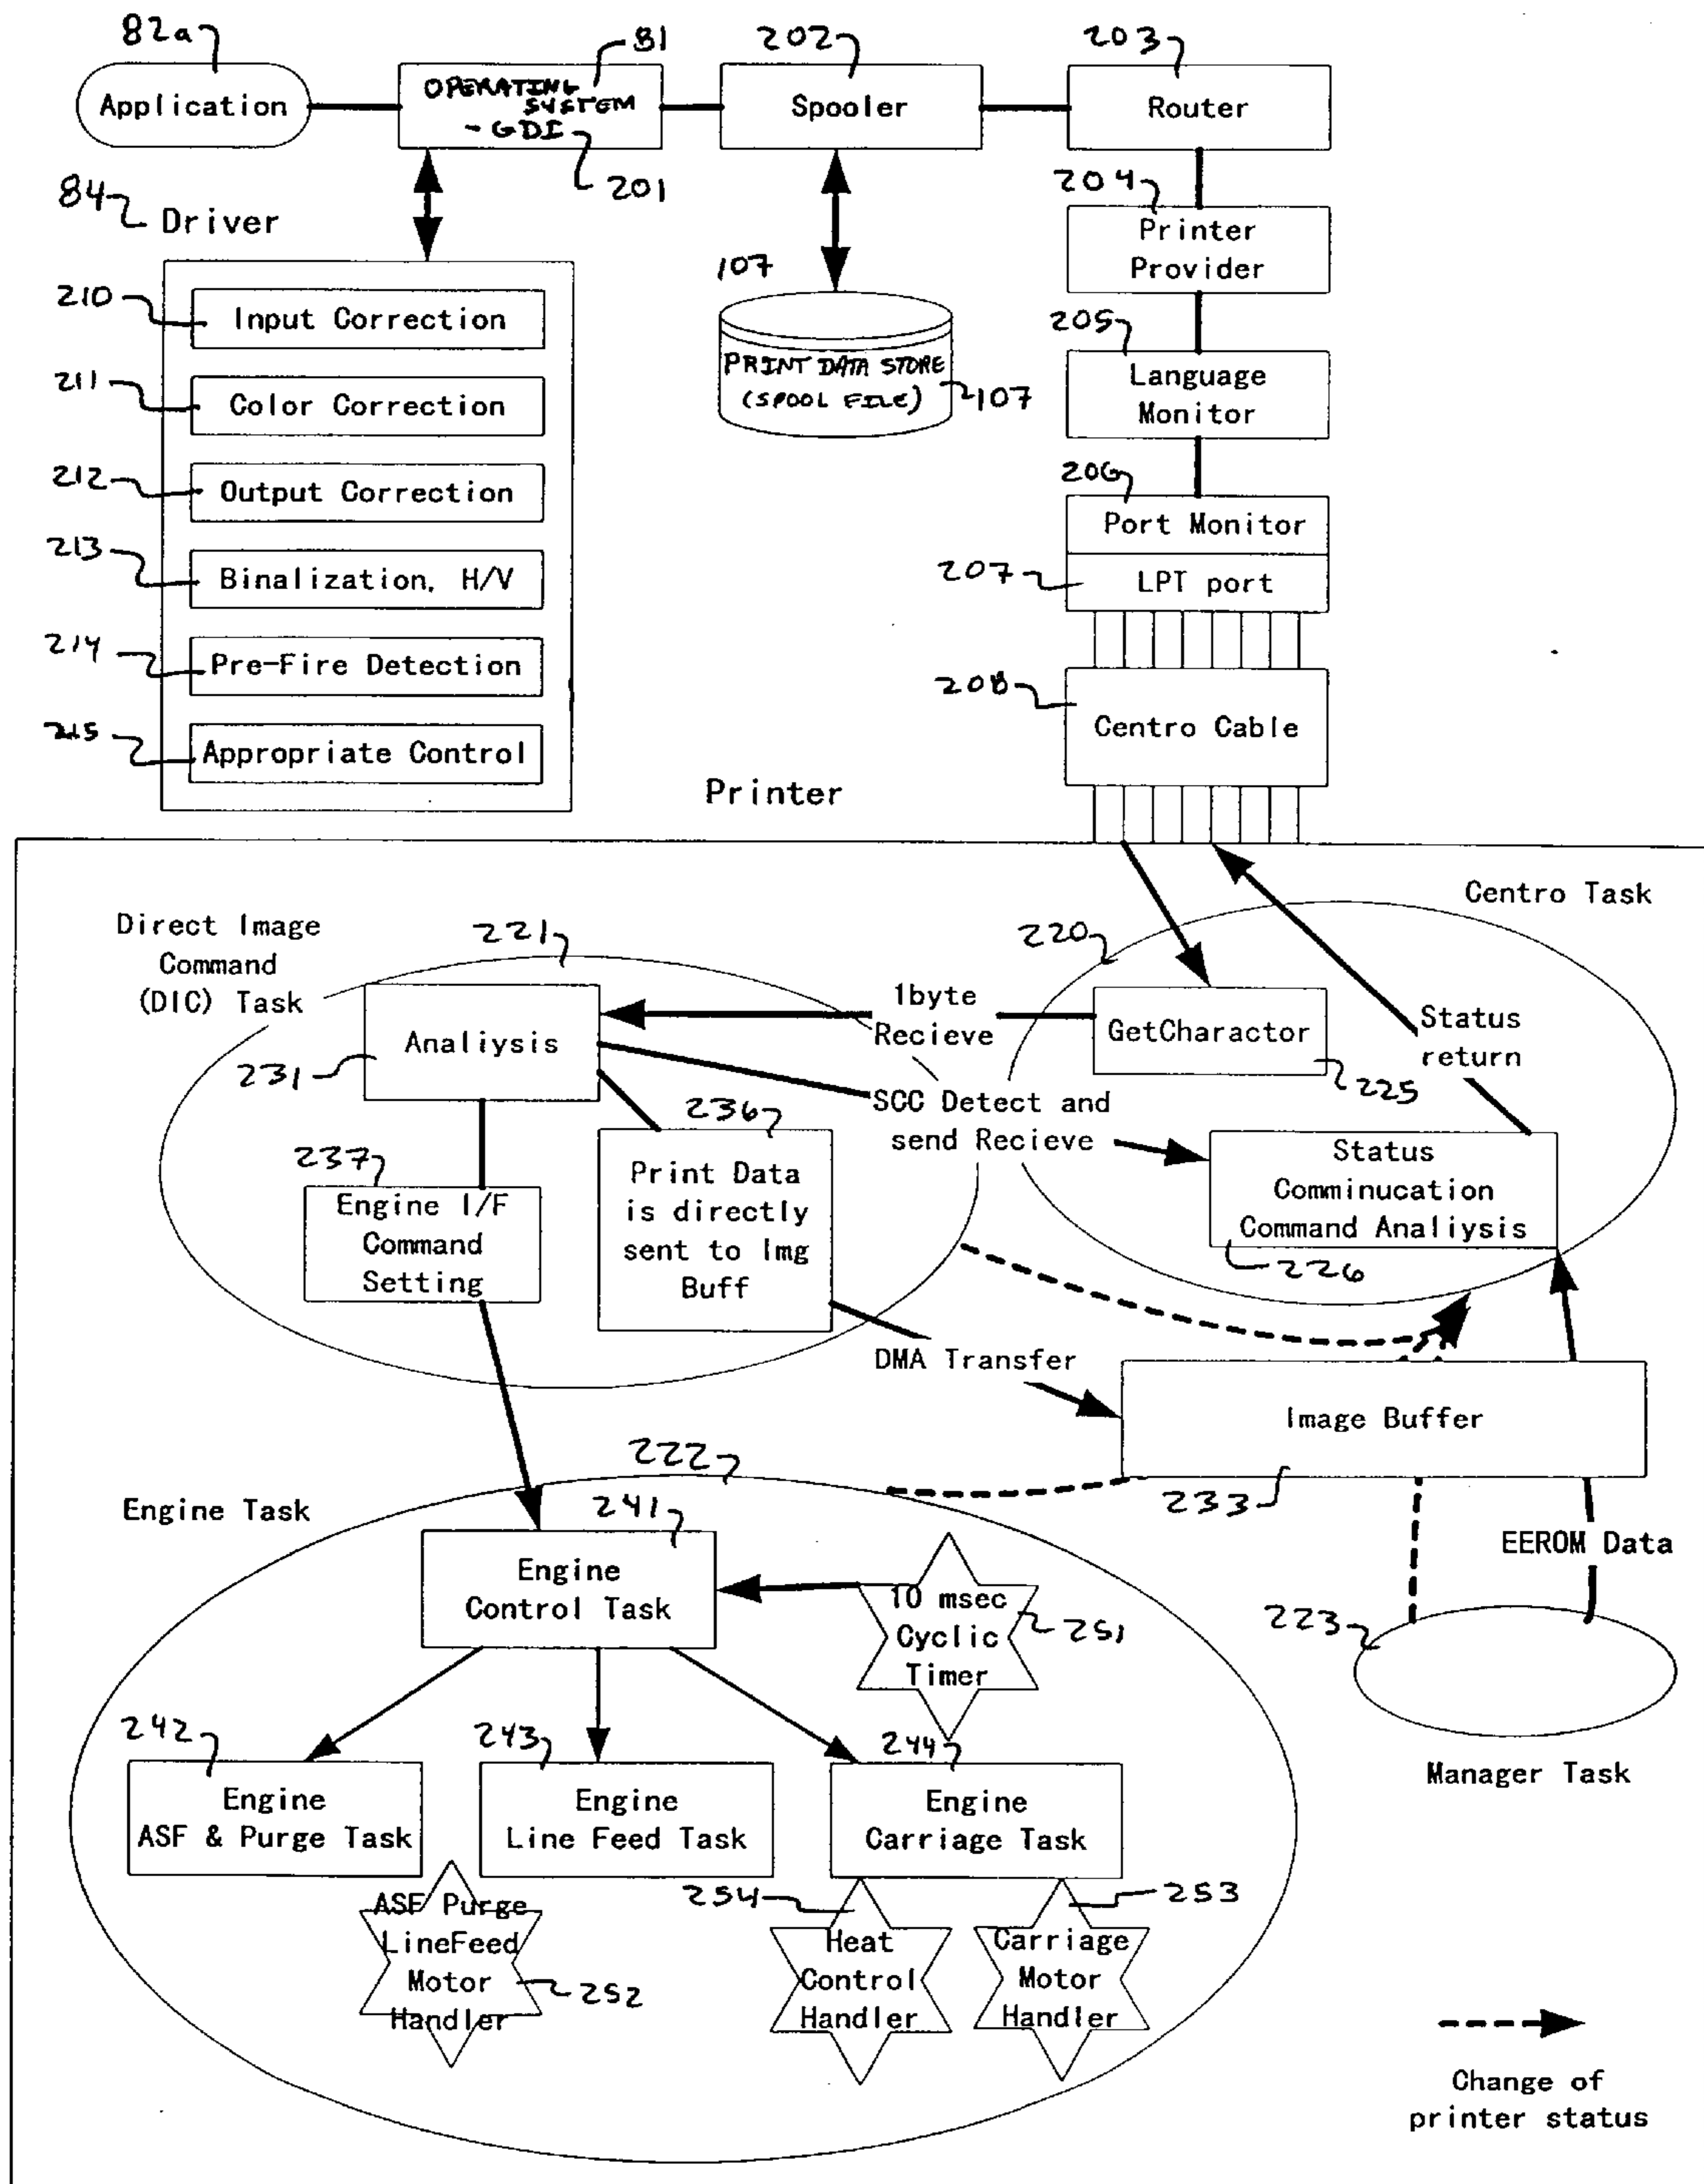 82a
81
202
203
Application
OPERATING
SYSTEM
- GDI
201
Spooler
Router
84
Driver
204
Printer
Provider
210
Input Correction
107
205
PRINT DATA STORE
(SPOOL FILE)
107
Language
Monitor
211
Color Correction
212
Output Correction
206
Port Monitor
213
Binalization, H/V
207
LPT port
214
Pre-Fire Detection
208
Centro Cable
215
Appropriate Control
Printer
Centro Task
Direct Image
Command
(DIC) Task
221
220
1byte
Recieve
GetCharactor
225
Status
return
Analiysis
231
SCC Detect and
send Recieve
236
Print Data
is directly
sent to Img
Buff
Status
Comminucation
Command Analiysis
226
237
Engine I/F
Command
Setting
DMA Transfer
Image Buffer
233
222
Engine Task
241
Engine
Control Task
10 msec
Cyclic
Timer
251
EEROM Data
223
Manager Task
242
Engine
ASF & Purge Task
243
Engine
Line Feed Task
244
Engine
Carriage Task
ASF Purge
LineFeed
Motor
Handler
252
254
Heat
Control
Handler
253
Carriage
Motor
Handler
Change of
printer status